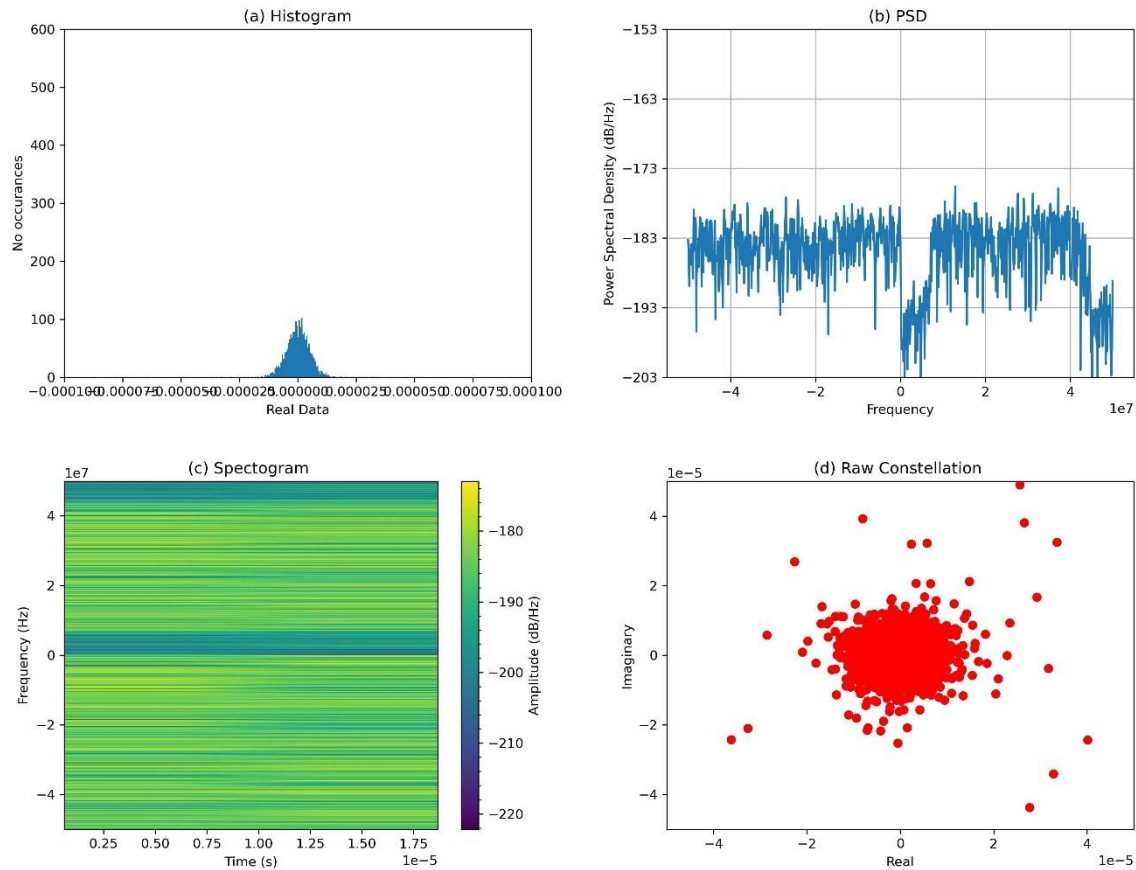 (a) Histogram
600
500
400
300
200
100
0
No occurances
−0.000100 −0.000075 −0.000050 −0.000025 0.000000 0.000025 0.000050 0.000075 0.000100
Real Data
(b) PSD
−153
−163
−173
−183
−193
−203
Power Spectral Density (dB/Hz)
−4 −2 0 2 4
1e7
Frequency
(c) Spectogram
1e7
4
2
0
−2
−4
Frequency (Hz)
0.25 0.50 0.75 1.00 1.25 1.50 1.75
1e−5
Time (s)
−180
−190
−200
−210
−220
Amplitude (dB/Hz)
(d) Raw Constellation
1e−5
4
2
0
−2
−4
Imaginary
−4 −2 0 2 4
1e−5
Real